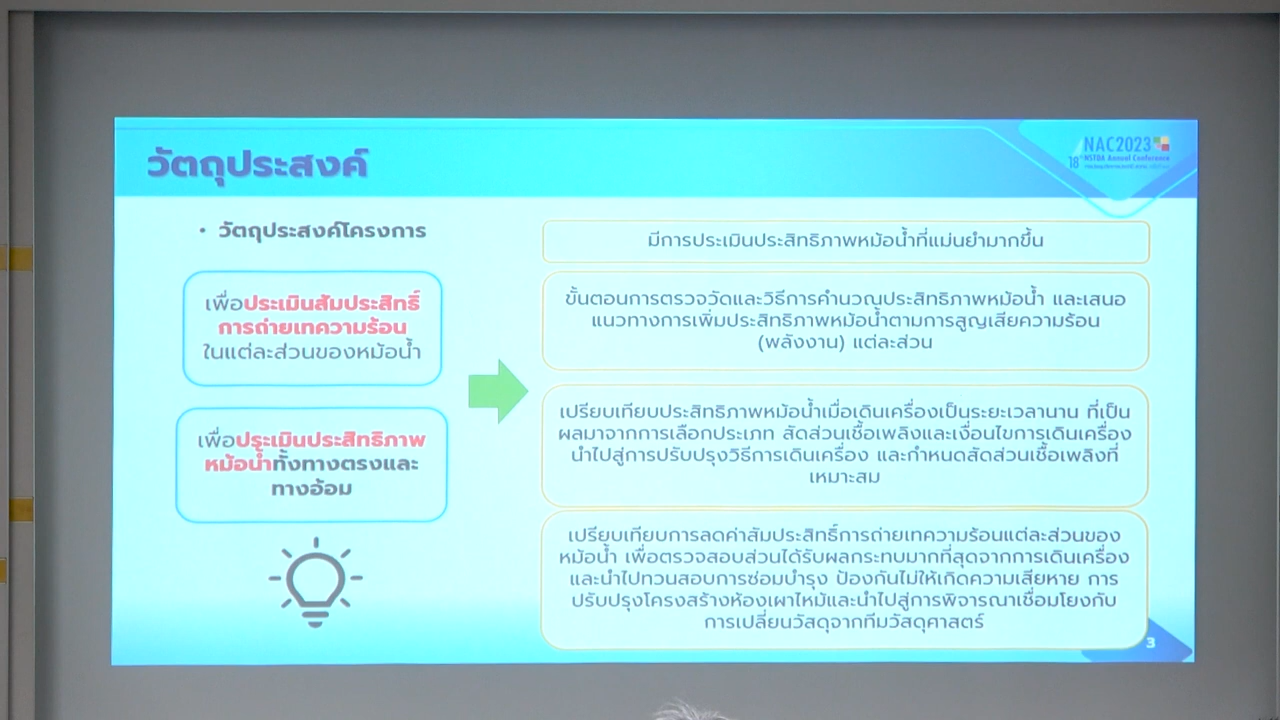 วัตถุประสงค์
NAC2023
18th NSTDA Annual Conference
• วัตถุประสงค์โครงการ
เพื่อประเมินสัมประสิทธิ์
การถ่ายเทความร้อน
ในแต่ละส่วนของหม้อน้ำ
เพื่อประเมินประสิทธิภาพ
หม้อน้ำทั้งทางตรงและ
ทางอ้อม
มีการประเมินประสิทธิภาพหม้อน้ำที่แม่นยำมากขึ้น
ขั้นตอนการตรวจวัดและวิธีการคำนวณประสิทธิภาพหม้อน้ำ และเสนอ
แนวทางการเพิ่มประสิทธิภาพหม้อน้ำตามการสูญเสียความร้อน
(พลังงาน) แต่ละส่วน
เปรียบเทียบประสิทธิภาพหม้อน้ำเมื่อเดินเครื่องเป็นระยะเวลานาน ที่เป็น
ผลมาจากการเลือกประเภท สัดส่วนเชื้อเพลิงและเงื่อนไขการเดินเครื่อง
นำไปสู่การปรับปรุงวิธีการเดินเครื่อง และกำหนดสัดส่วนเชื้อเพลิงที่
เหมาะสม
เปรียบเทียบการลดค่าสัมประสิทธิ์การถ่ายเทความร้อนแต่ละส่วนของ
หม้อน้ำ เพื่อตรวจสอบส่วนได้รับผลกระทบมากที่สุดจากการเดินเครื่อง
และนำไปทวนสอบการซ่อมบำรุง ป้องกันไม่ให้เกิดความเสียหาย การ
ปรับปรุงโครงสร้างห้องเผาไหม้และนำไปสู่การพิจารณาเชื่อมโยงกับ
การเปลี่ยนวัสดุจากทีมวัสดุศาสตร์
3